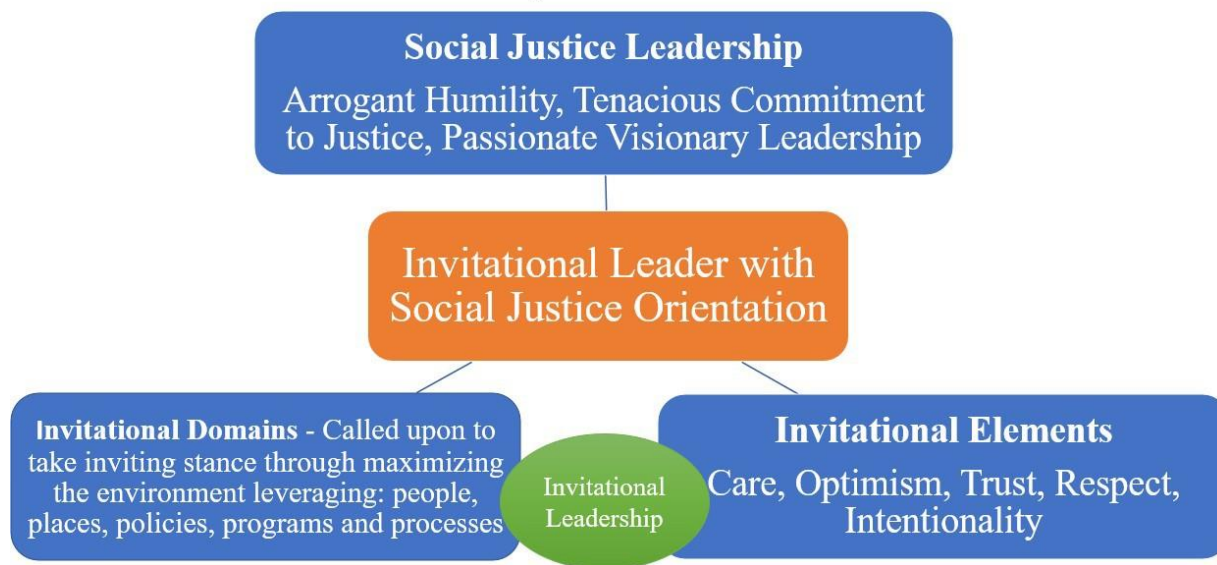 Social Justice Leadership
Arrogant Humility, Tenacious Commitment
to Justice, Passionate Visionary Leadership
Invitational Leader with
Social Justice Orientation
Invitational Domains - Called upon to
take inviting stance through maximizing
the environment leveraging: people,
places, policies, programs and processes
Invitational
Leadership
Invitational Elements
Care, Optimism, Trust, Respect,
Intentionality